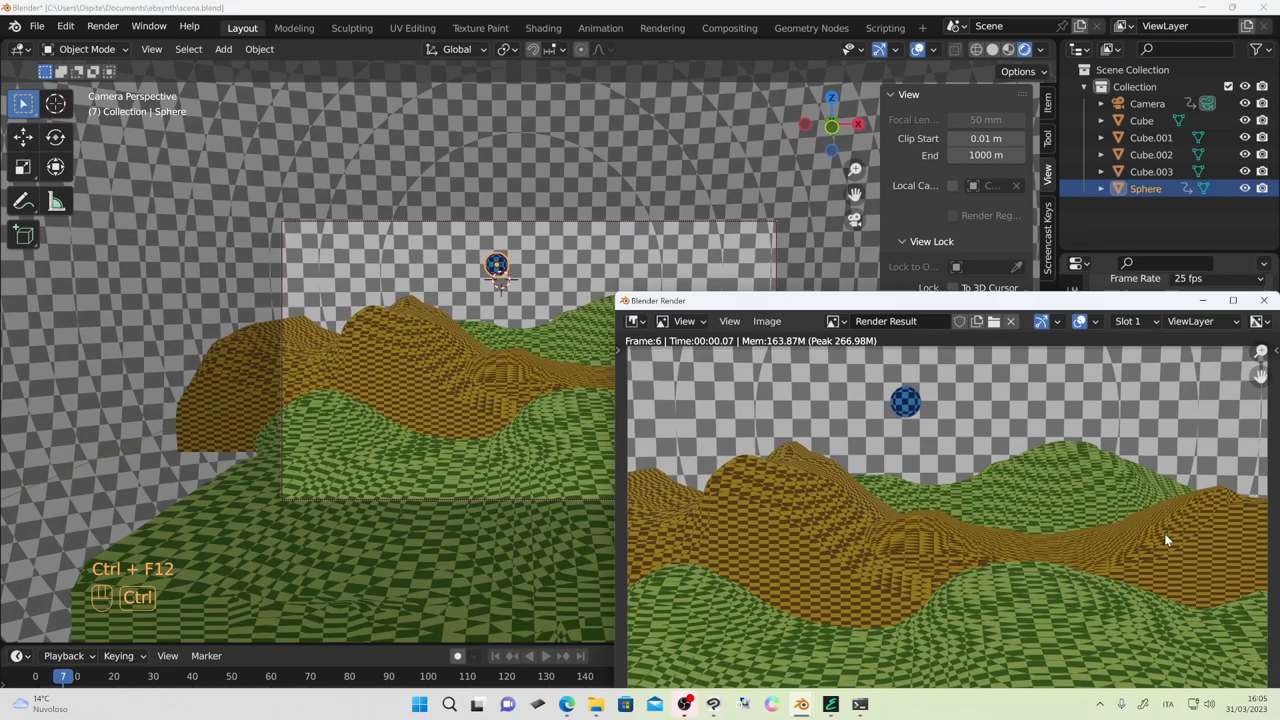 Blender* [C:\Users\Ospite\Documents\ebsynth\scena.blend]
File Edit Render Window Help Layout Modeling Sculpting UV Editing Texture Paint Shading Animation Rendering Compositing Geometry Nodes Scripting + Scene ViewLayer
Object Mode View Select Add Object Global
Options
Camera Perspective
(7) Collection | Sphere
Z
X
View
Focal Len... 50 mm
Clip Start 0.01 m
End 1000 m
Local Ca... C...
Render Reg...
View Lock
Lock to O...
Lock To 3D Cursor
Item
Tool
View
Screencast Keys
Scene Collection
Collection
Camera
Cube
Cube.001
Cube.002
Cube.003
Sphere
Frame Rate 25 fps
Blender Render
View View Image Render Result Slot 1 ViewLayer
Frame:6 | Time:00:00.07 | Mem:163.87M (Peak 266.98M)
Ctrl + F12
Ctrl
Playback Keying View Marker
0 7 20 30 40 50 60 70 80 90 100 110 120 130 140
14°C
Nuvoloso
ITA
16:05
31/03/2023